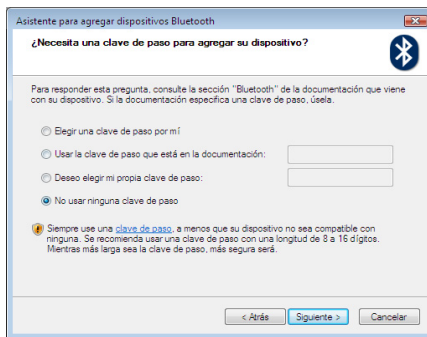 Asistente para agregar dispositivos Bluetooth
¿Necesita una clave de paso para agregar su dispositivo?
Para responder esta pregunta, consulte la sección "Bluetooth" de la documentación que viene
con su dispositivo. Si la documentación especifica una clave de paso, úsela.
Elegir una clave de paso por mí
Usar la clave de paso que está en la documentación:
Deseo elegir mi propia clave de paso:
No usar ninguna clave de paso
Siempre use una clave de paso, a menos que su dispositivo no sea compatible con
ninguna. Se recomienda usar una clave de paso con una longitud de 8 a 16 dígitos.
Mientras más larga sea la clave de paso, más segura será.
< Atrás
Siguiente >
Cancelar